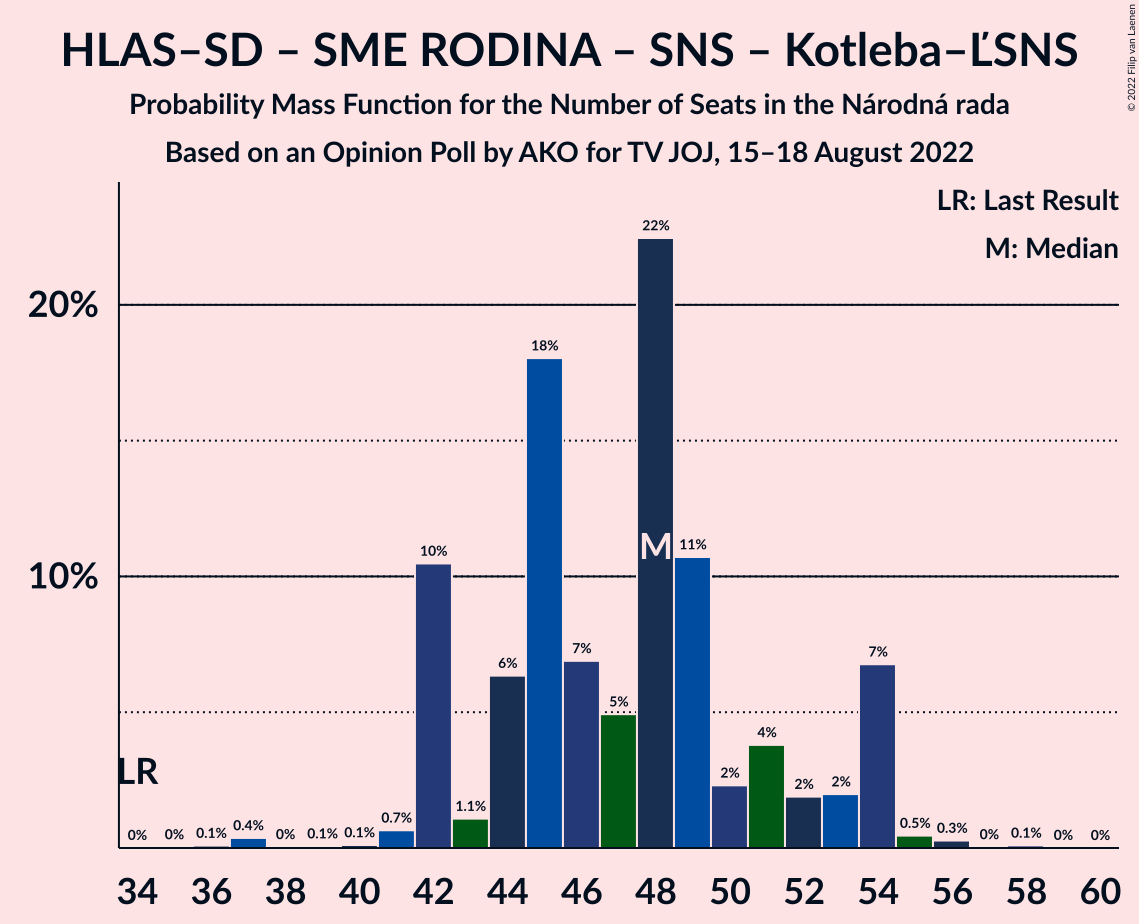 HLAS–SD – SME RODINA – SNS – Kotleba–ĽSNS
Probability Mass Function for the Number of Seats in the Národná rada
Based on an Opinion Poll by AKO for TV JOJ, 15–18 August 2022
© 2022 Filip van Laenen
LR: Last Result
M: Median
20%
10%
LR
M
0% 0% 0.1% 0.4% 0% 0.1% 0.1% 0.7% 10% 1.1% 6% 18% 7% 5% 22% 11% 2% 4% 2% 2% 7% 0.5% 0.3% 0% 0.1% 0% 0%
34 36 38 40 42 44 46 48 50 52 54 56 58 60